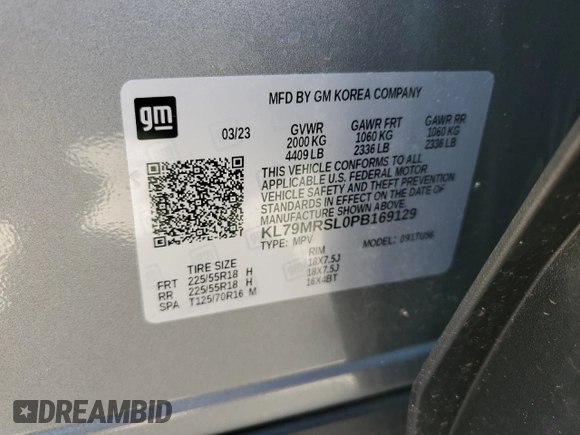 gm
MFD BY GM KOREA COMPANY
03/23 GVWR GAWR FRT GAWR RR
2000 KG 1060 KG 1060 KG
4409 LB 2336 LB 2336 LB
THIS VEHICLE CONFORMS TO ALL
APPLICABLE U.S. FEDERAL MOTOR
VEHICLE SAFETY AND THEFT PREVENTION
STANDARDS IN EFFECT ON THE DATE OF
MANUFACTURE SHOWN ABOVE.
KL79MRSL0PB169129
TYPE: MPV MODEL: 091TU56
TIRE SIZE RIM
FRT 225/55R18 H 18X7.5J
RR 225/55R18 H 18X7.5J
SPA T125/70R16 M 16X4BT
DREAMBID